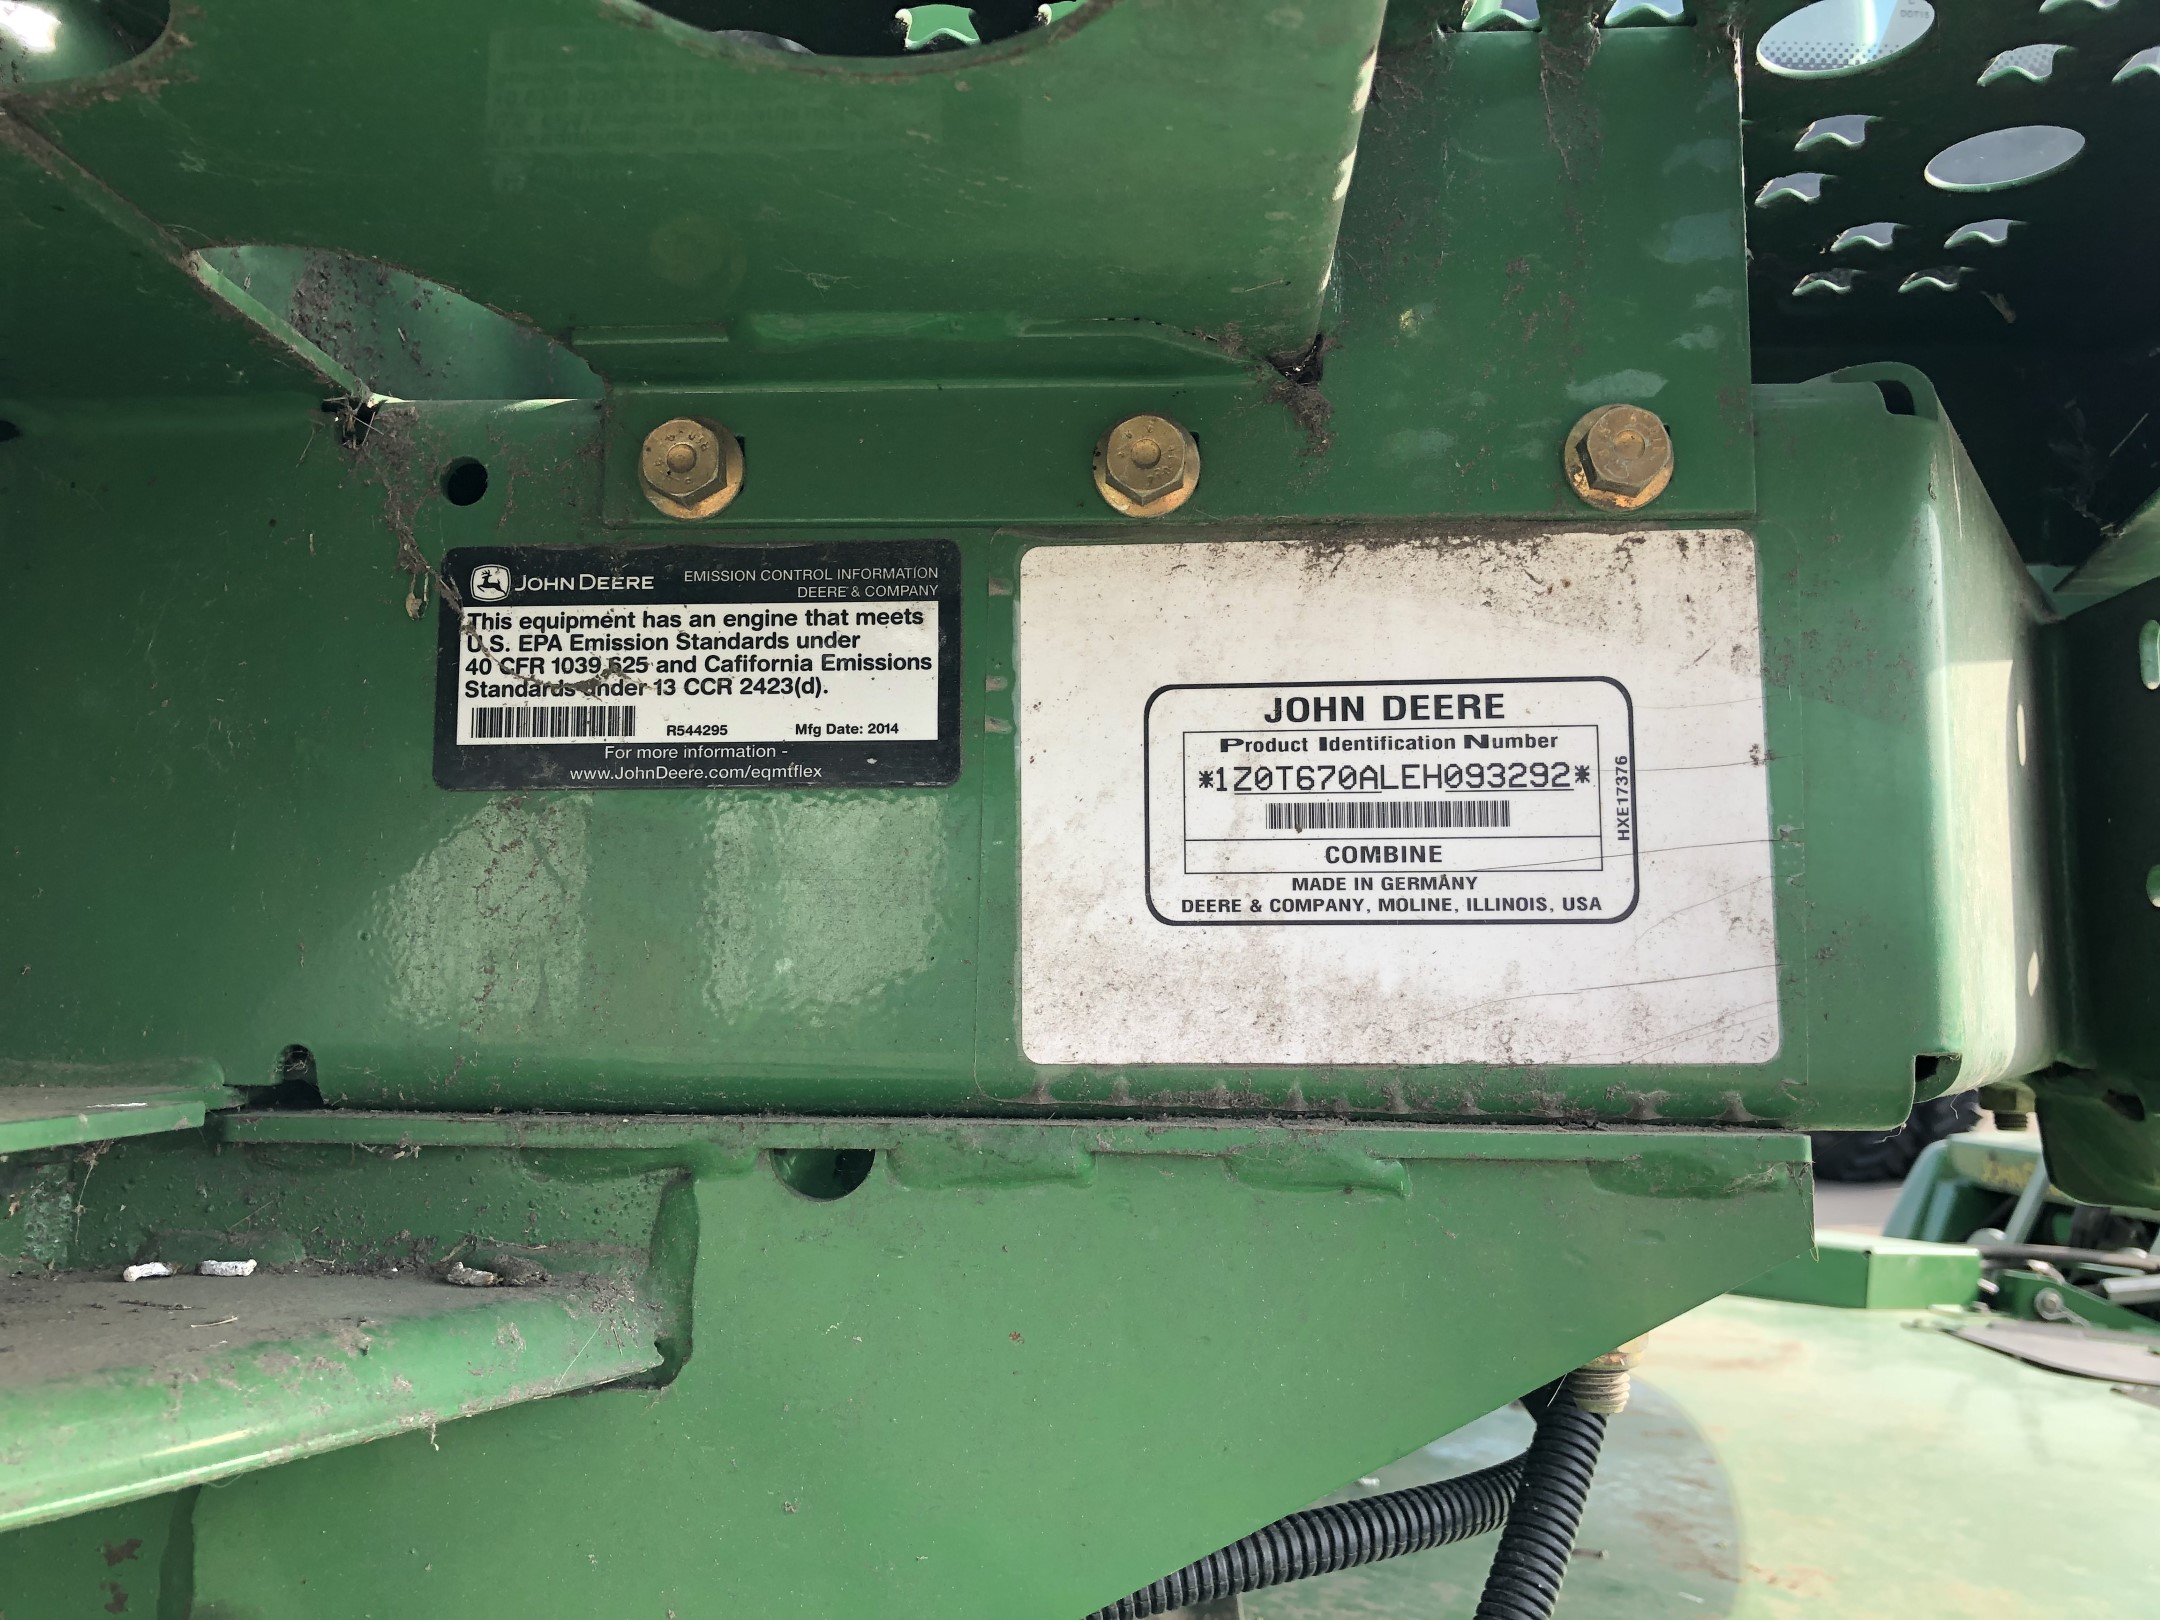 JOHN DEERE
EMISSION CONTROL INFORMATION
DEERE & COMPANY
This equipment has an engine that meets
U.S. EPA Emission Standards under
40 CFR 1039.625 and Cafifornia Emissions
Standards under 13 CCR 2423(d).
R544295
Mfg Date: 2014
For more information -
www.JohnDeere.com/eqmtflex
JOHN DEERE
Product Identification Number
*1Z0T670ALEH093292*
COMBINE
MADE IN GERMANY
DEERE & COMPANY, MOLINE, ILLINOIS, USA
HXE17376